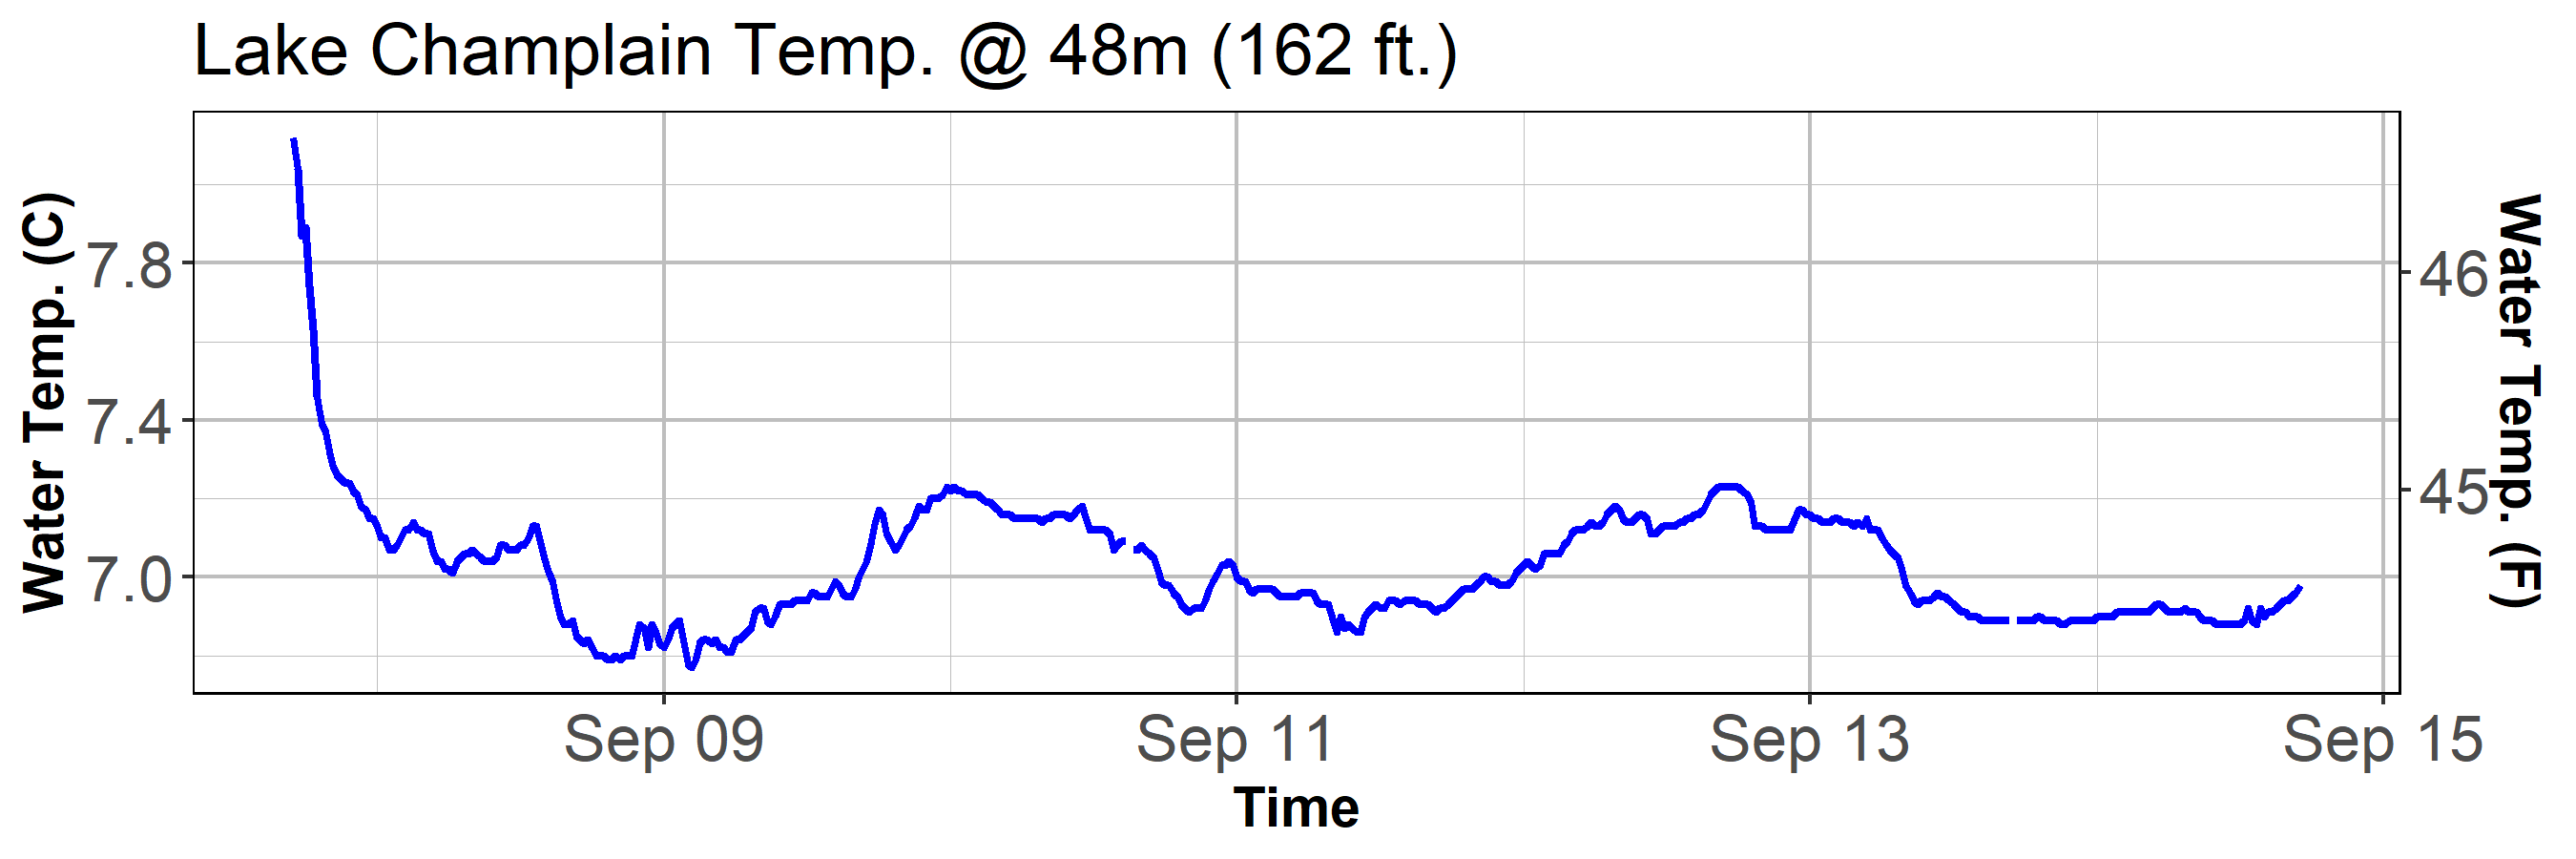 Lake Champlain Temp. @ 48m (162 ft.)
Water Temp. (C)
7.8
7.4
7.0
46
45
Water Temp. (F)
Sep 09 Sep 11 Sep 13 Sep 15
Time